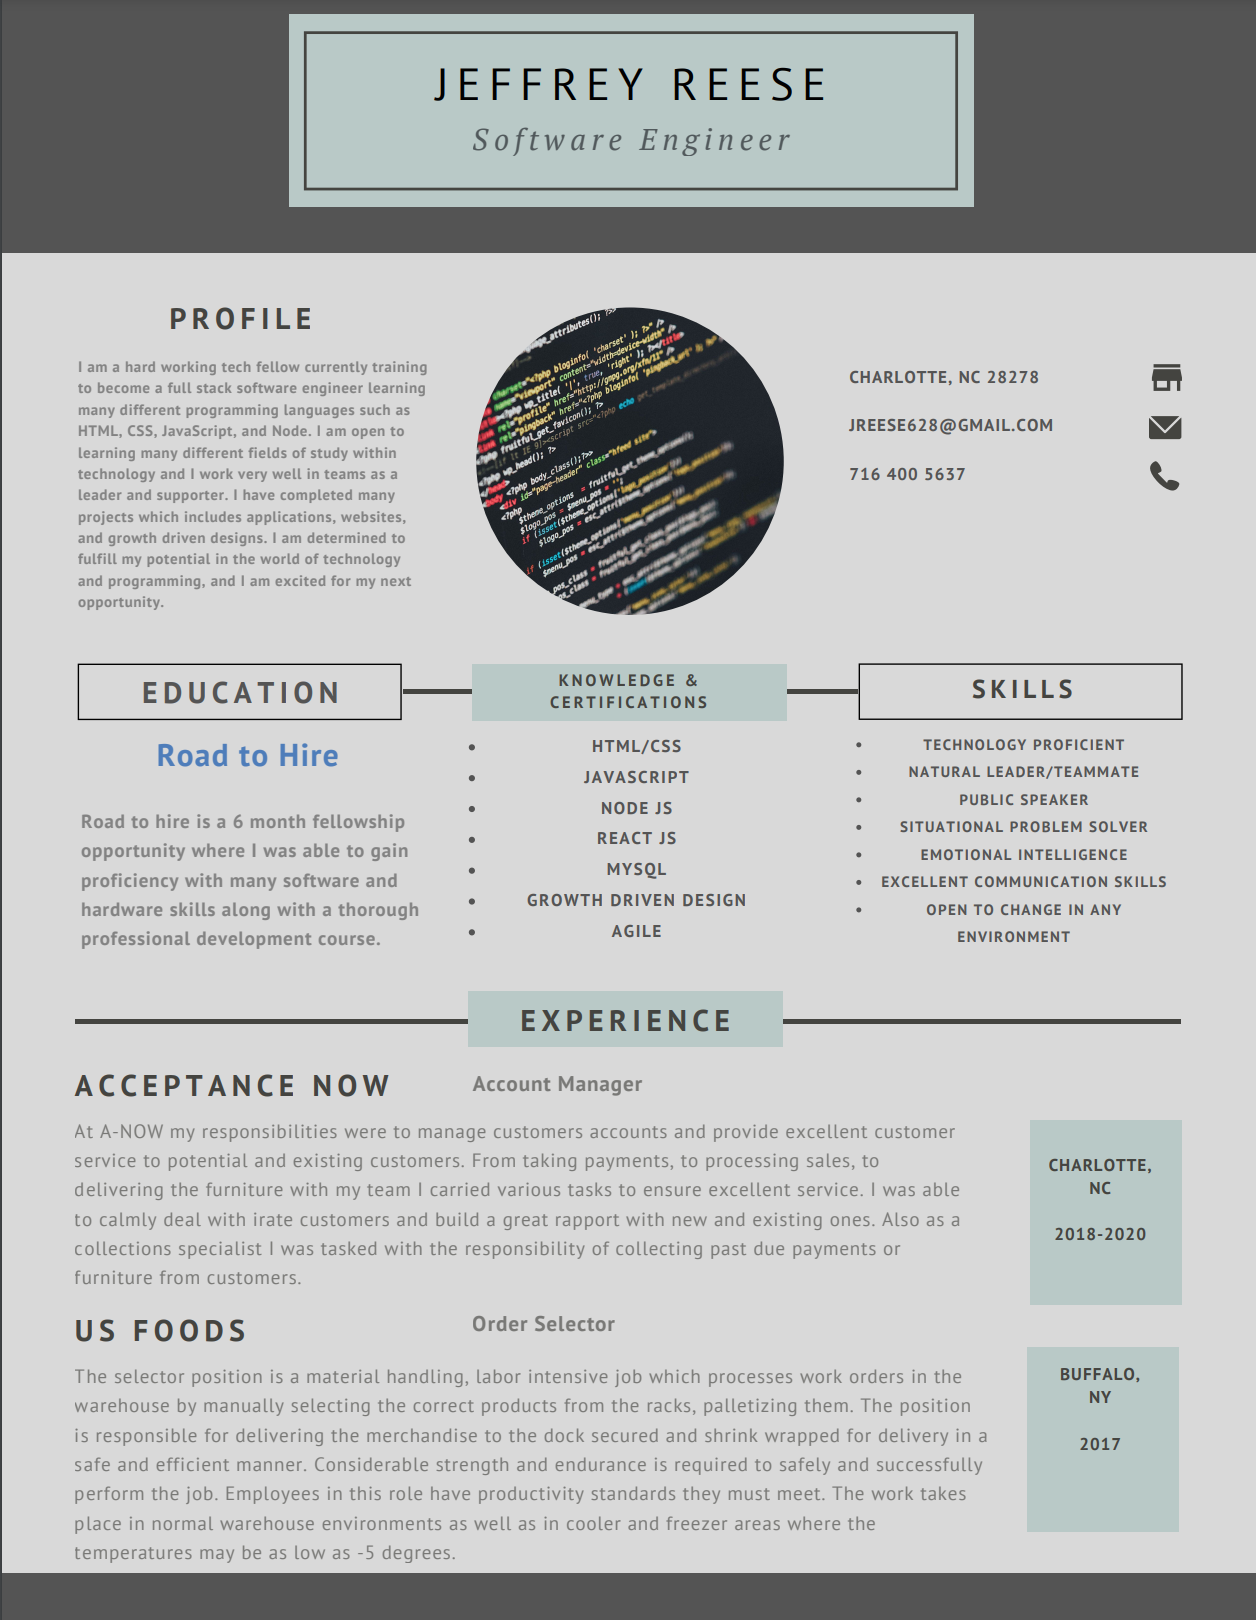 JEFFREY REESE
Software Engineer
PROFILE
I am a hard working tech fellow currently training
to become a full stack software engineer learning
many different programming languages such as
HTML, CSS, JavaScript, and Node. I am open to
learning many different fields of study within
technology and I work very well in teams as a
leader and supporter. I have completed many
projects which includes applications, websites,
and growth driven designs. I am determined to
fulfill my potential in the world of technology
and programming, and I am excited for my next
opportunity.
CHARLOTTE, NC 28278
JREESE628@GMAIL.COM
716 400 5637
EDUCATION
Road to Hire
Road to hire is a 6 month fellowship
opportunity where I was able to gain
proficiency with many software and
hardware skills along with a thorough
professional development course.
KNOWLEDGE &
CERTIFICATIONS
• HTML/CSS
• JAVASCRIPT
• NODE JS
• REACT JS
• MYSQL
• GROWTH DRIVEN DESIGN
• AGILE
SKILLS
• TECHNOLOGY PROFICIENT
• NATURAL LEADER/TEAMMATE
• PUBLIC SPEAKER
• SITUATIONAL PROBLEM SOLVER
• EMOTIONAL INTELLIGENCE
• EXCELLENT COMMUNICATION SKILLS
• OPEN TO CHANGE IN ANY
ENVIRONMENT
EXPERIENCE
ACCEPTANCE NOW
Account Manager
At A-NOW my responsibilities were to manage customers accounts and provide excellent customer
service to potential and existing customers. From taking payments, to processing sales, to
delivering the furniture with my team I carried various tasks to ensure excellent service. I was able
to calmly deal with irate customers and build a great rapport with new and existing ones. Also as a
collections specialist I was tasked with the responsibility of collecting past due payments or
furniture from customers.
CHARLOTTE,
NC
2018-2020
US FOODS
Order Selector
The selector position is a material handling, labor intensive job which processes work orders in the
warehouse by manually selecting the correct products from the racks, palletizing them. The position
is responsible for delivering the merchandise to the dock secured and shrink wrapped for delivery in a
safe and efficient manner. Considerable strength and endurance is required to safely and successfully
perform the job. Employees in this role have productivity standards they must meet. The work takes
place in normal warehouse environments as well as in cooler and freezer areas where the
temperatures may be as low as -5 degrees.
BUFFALO,
NY
2017